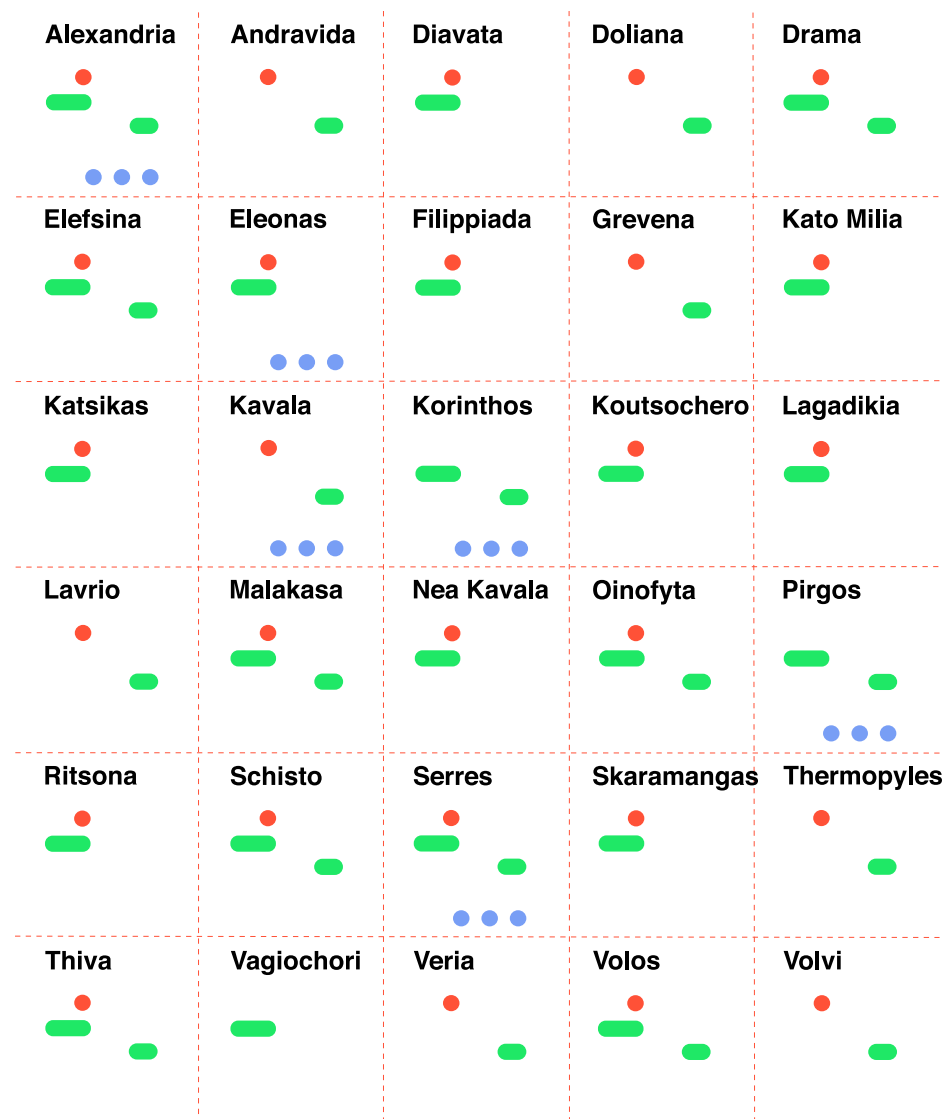 Alexandria
Andravida
Diavata
Doliana
Drama
Elefsina
Eleonas
Filippiada
Grevena
Kato Milia
Katsikas
Kavala
Korinthos
Koutsochero
Lagadikia
Lavrio
Malakasa
Nea Kavala
Oinofyta
Pirgos
Ritsona
Schisto
Serres
Skaramangas
Thermopyles
Thiva
Vagiochori
Veria
Volos
Volvi